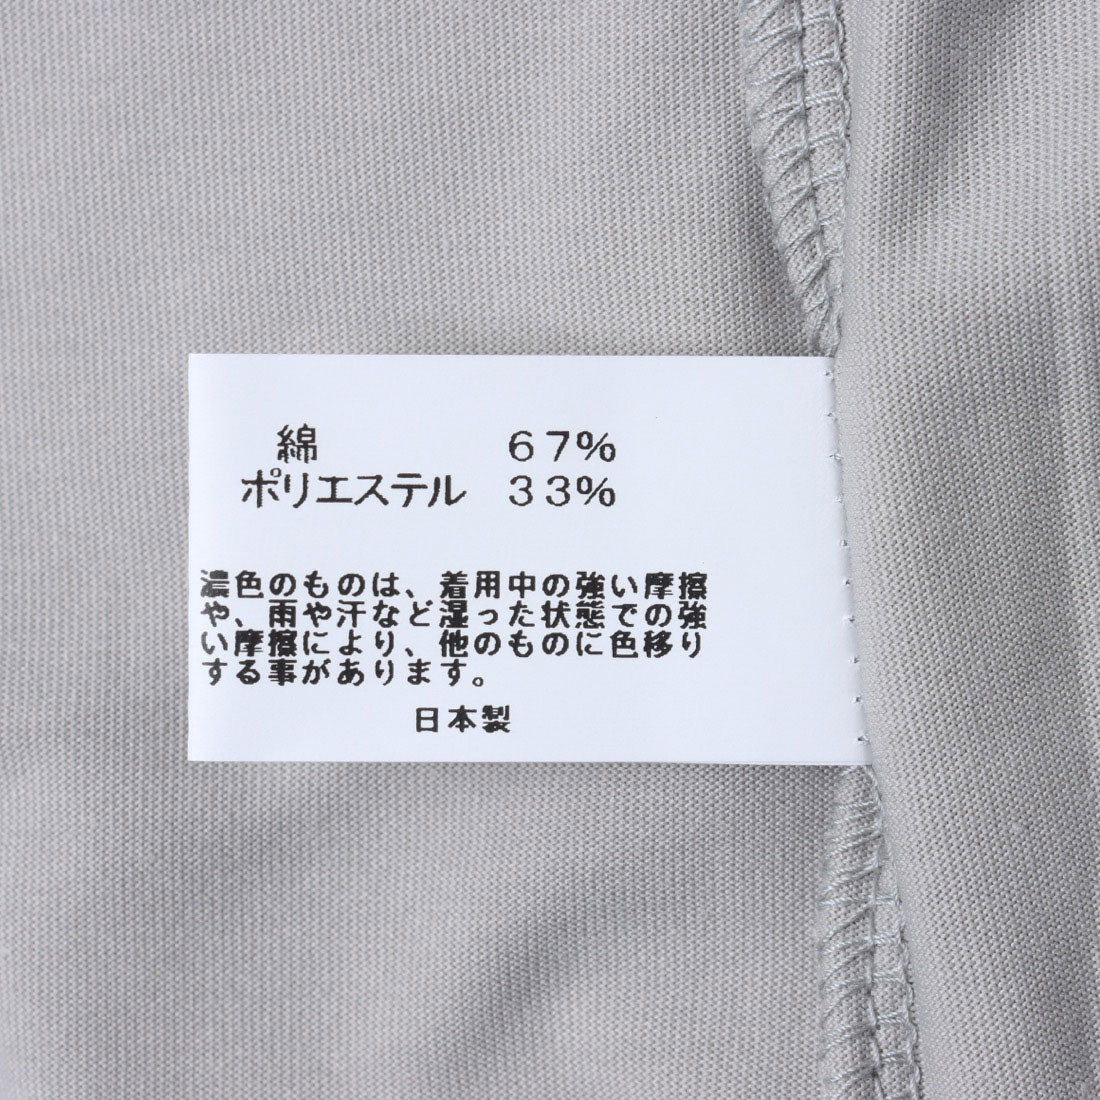 綿 67%
ポリエステル 33%
濃色のものは、着用中の強い摩擦
や、雨や汗など湿った状態での強
い摩擦により、他のものに色移り
する事があります。
日本製